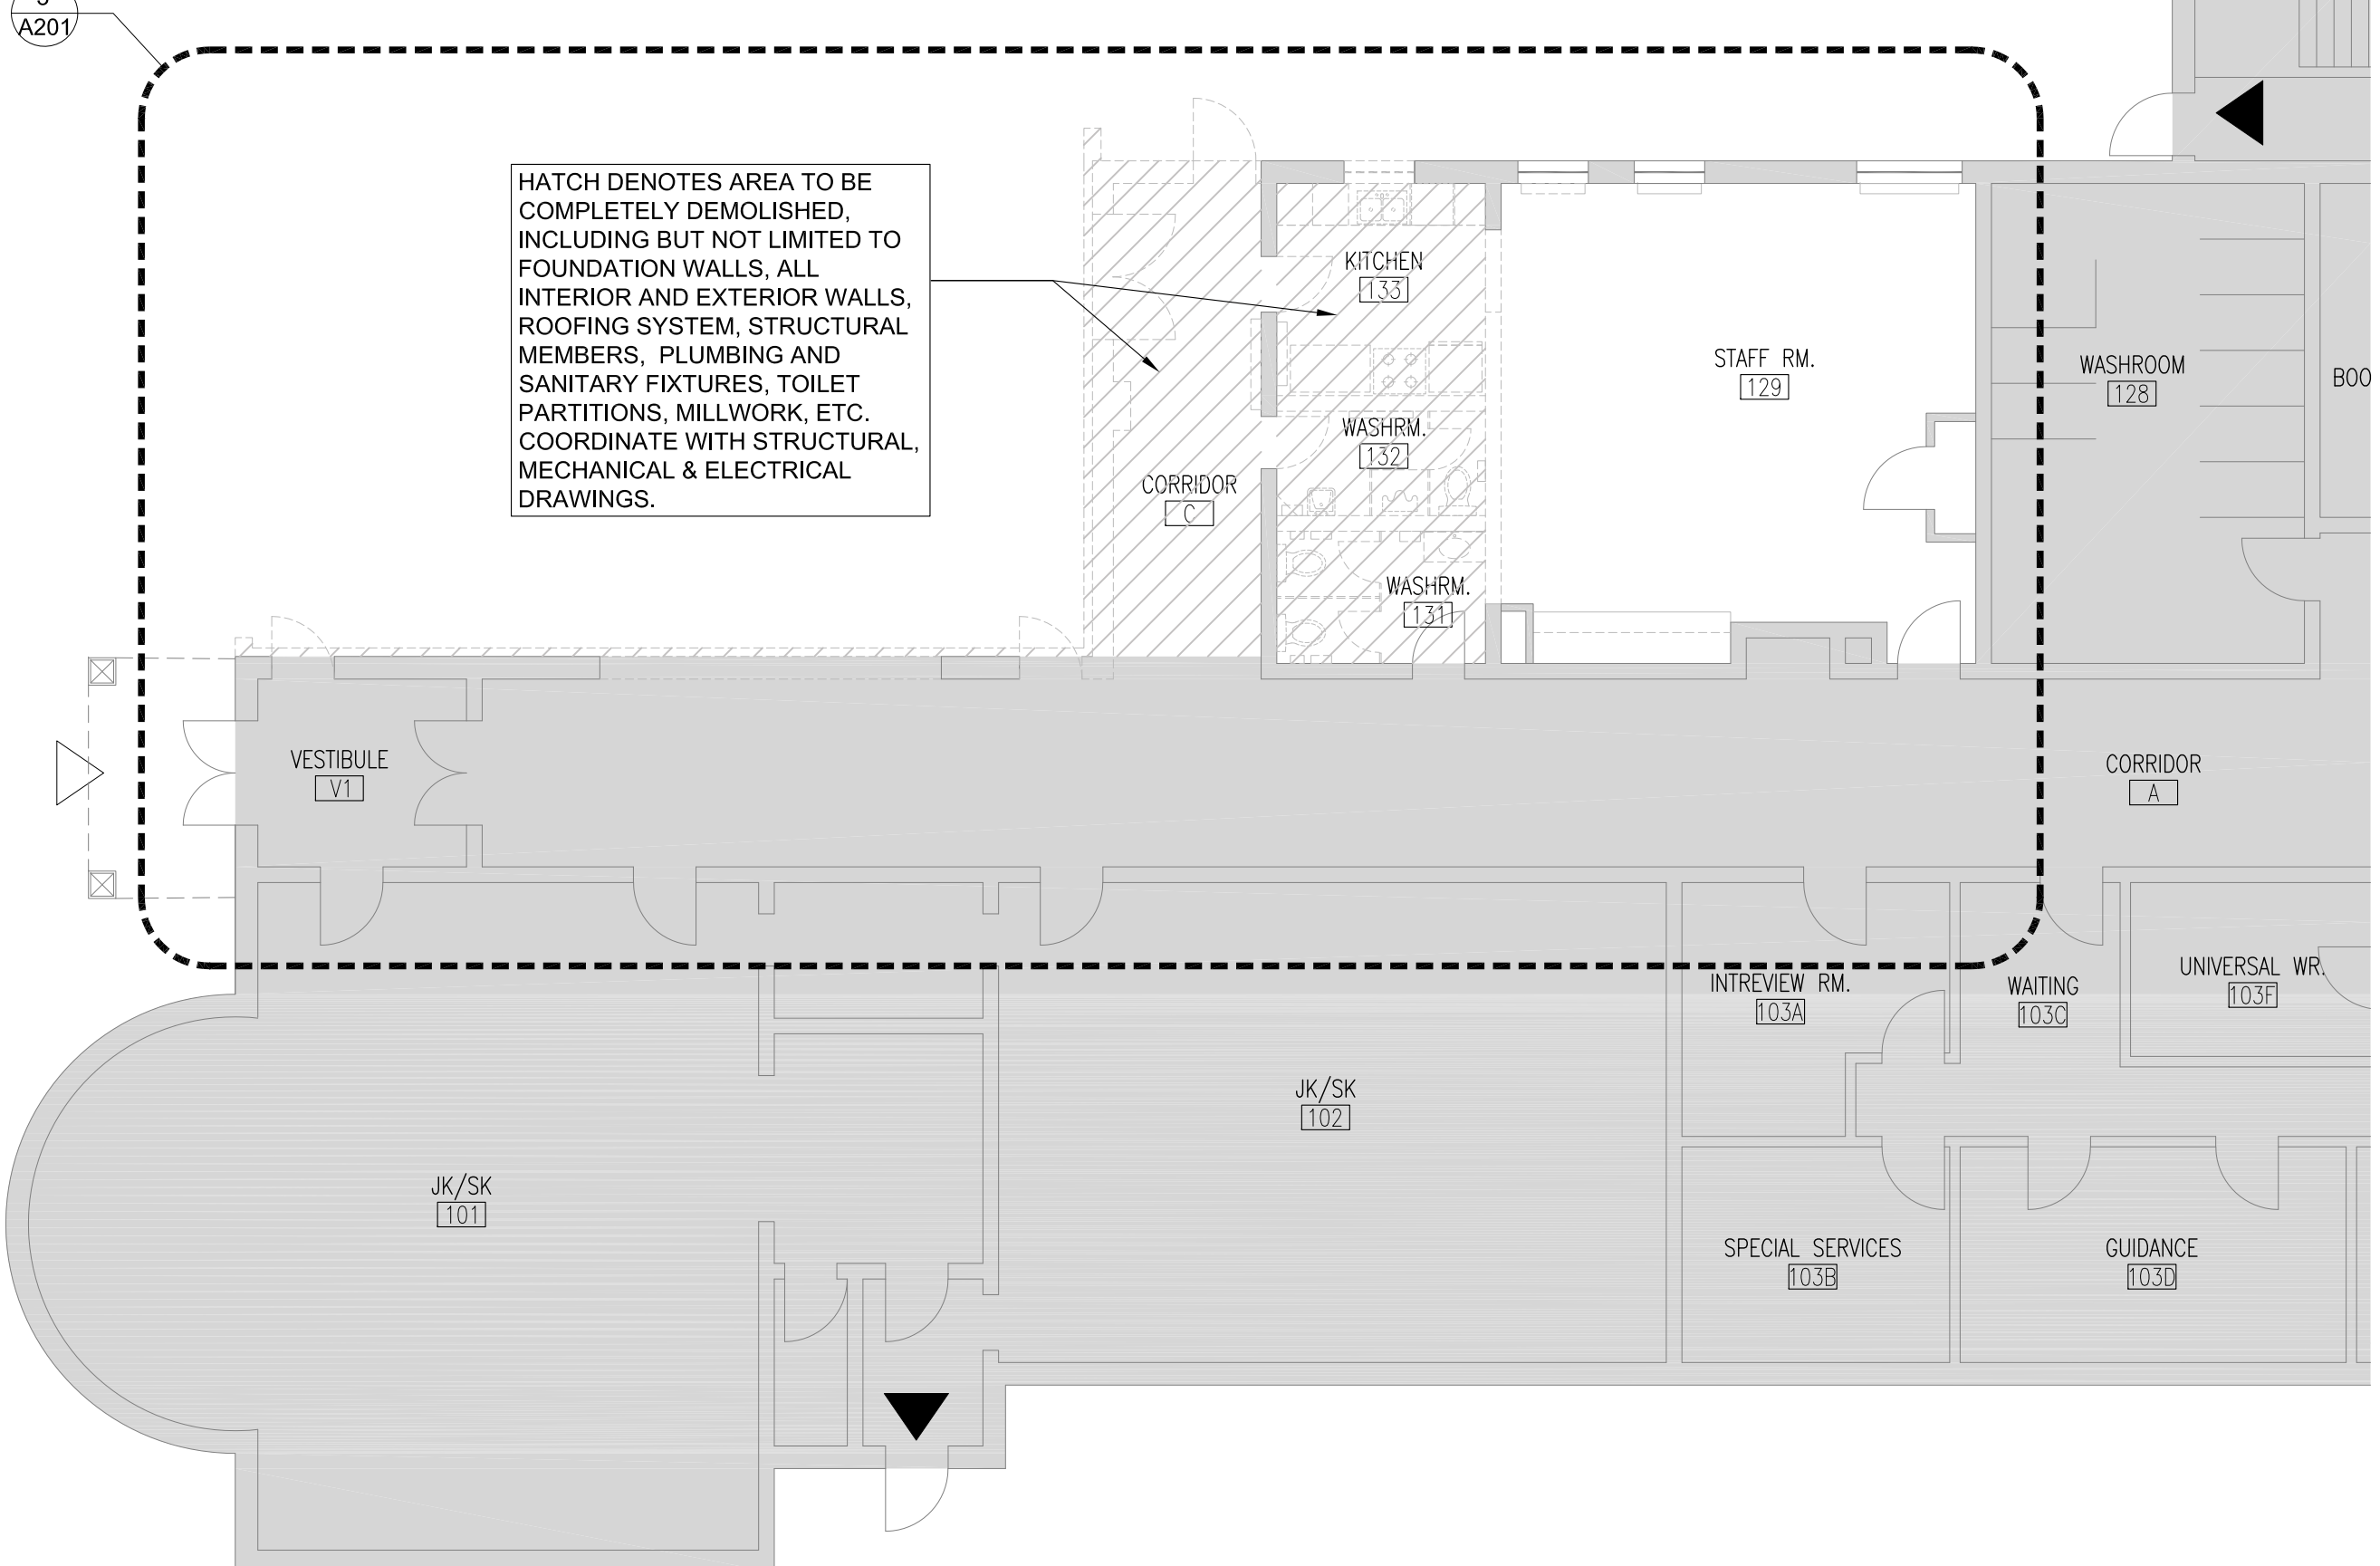 A201
HATCH DENOTES AREA TO BE
COMPLETELY DEMOLISHED,
INCLUDING BUT NOT LIMITED TO
FOUNDATION WALLS, ALL
INTERIOR AND EXTERIOR WALLS,
ROOFING SYSTEM, STRUCTURAL
MEMBERS, PLUMBING AND
SANITARY FIXTURES, TOILET
PARTITIONS, MILLWORK, ETC.
COORDINATE WITH STRUCTURAL,
MECHANICAL & ELECTRICAL
DRAWINGS.
KITCHEN
133
STAFF RM.
129
WASHROOM
128
BOO
WASHRM.
132
CORRIDOR
C
WASHRM.
131
VESTIBULE
V1
CORRIDOR
A
INTREVIEW RM.
103A
WAITING
103C
UNIVERSAL WR.
103F
JK/SK
102
JK/SK
101
SPECIAL SERVICES
103B
GUIDANCE
103D